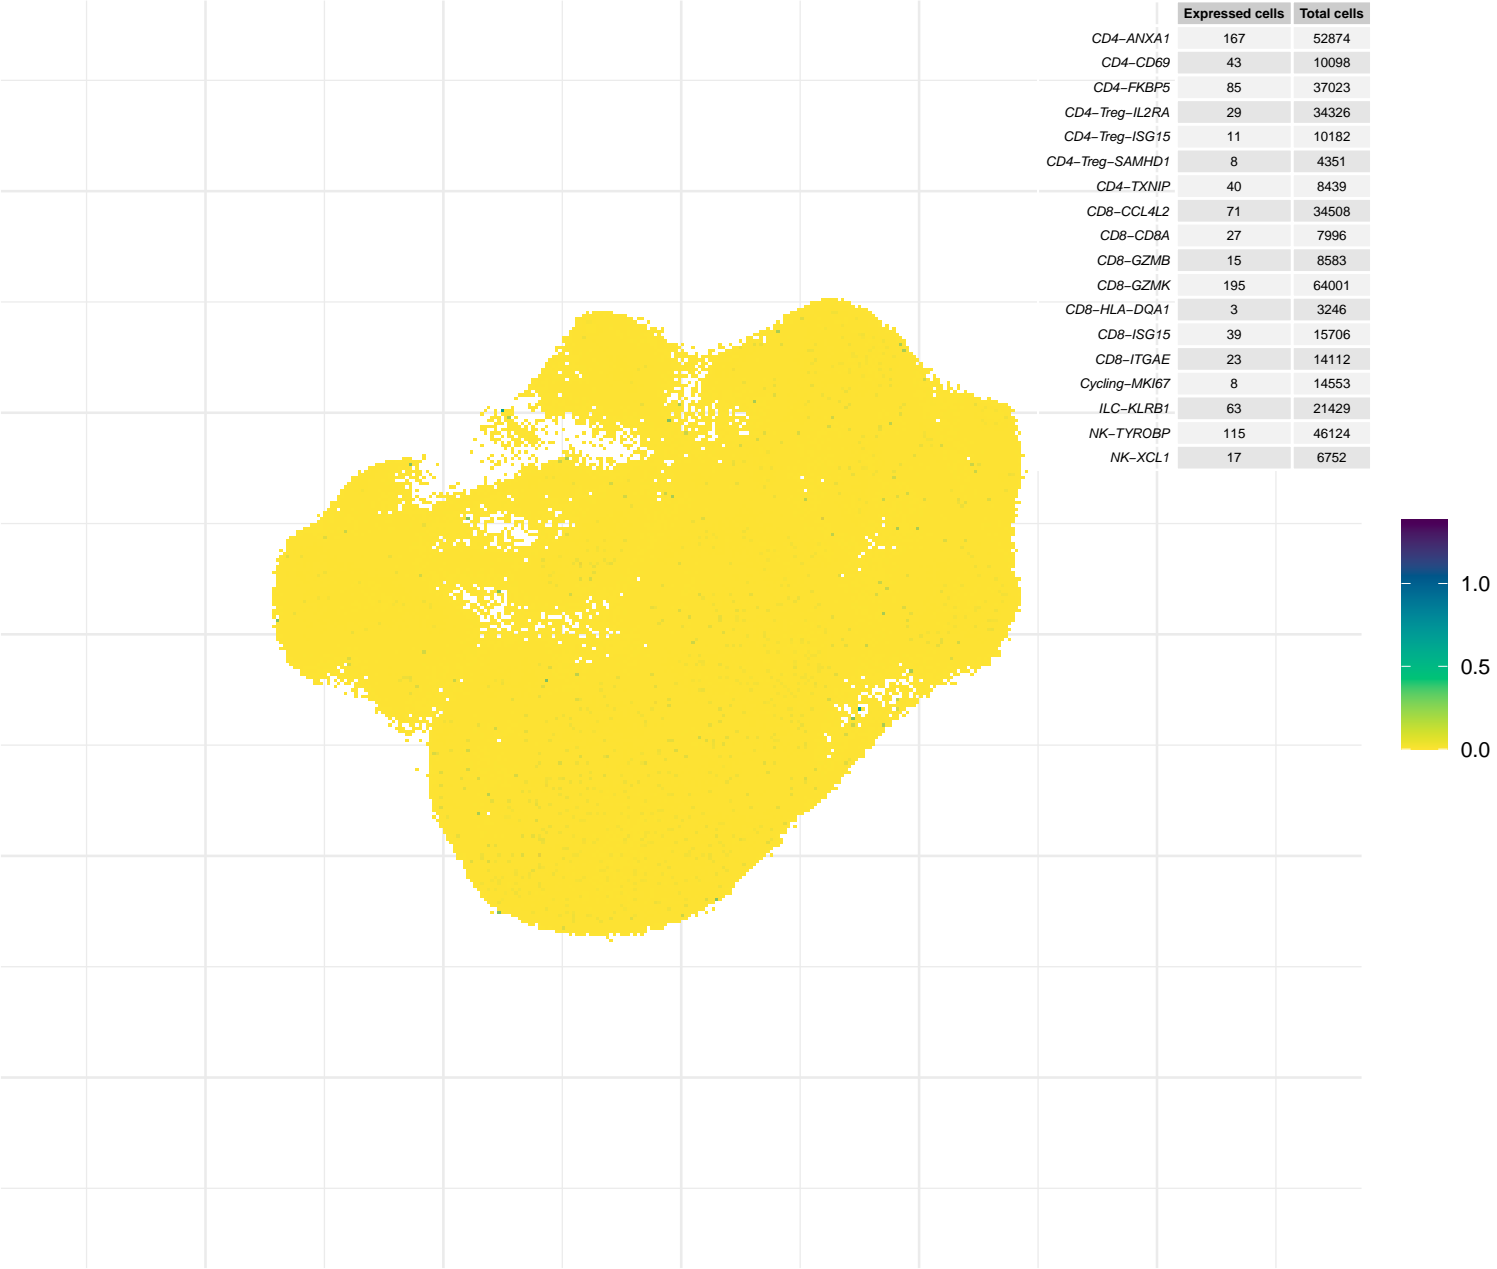 Expressed cells Total cells
CD4−ANXA1 167 52874
CD4−CD69 43 10098
CD4−FKBP5 85 37023
CD4−Treg−IL2RA 29 34326
CD4−Treg−ISG15 11 10182
CD4−Treg−SAMHD1 8 4351
CD4−TXNIP 40 8439
CD8−CCL4L2 71 34508
CD8−CD8A 27 7996
CD8−GZMB 15 8583
CD8−GZMK 195 64001
CD8−HLA−DQA1 3 3246
CD8−ISG15 39 15706
CD8−ITGAE 23 14112
Cycling−MKI67 8 14553
ILC−KLRB1 63 21429
NK−TYROBP 115 46124
NK−XCL1 17 6752
1.0
0.5
0.0